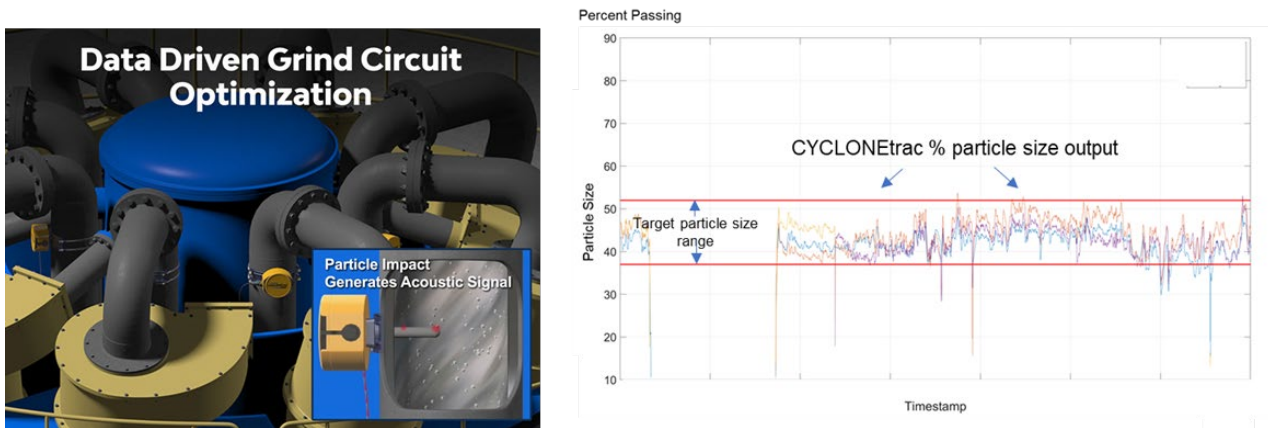 Data Driven Grind Circuit
Optimization
Particle Impact
Generates Acoustic Signal
Percent Passing
Particle Size
90
80
70
60
50
40
30
20
10
CYCLONEtrac % particle size output
Target particle size
range
Timestamp